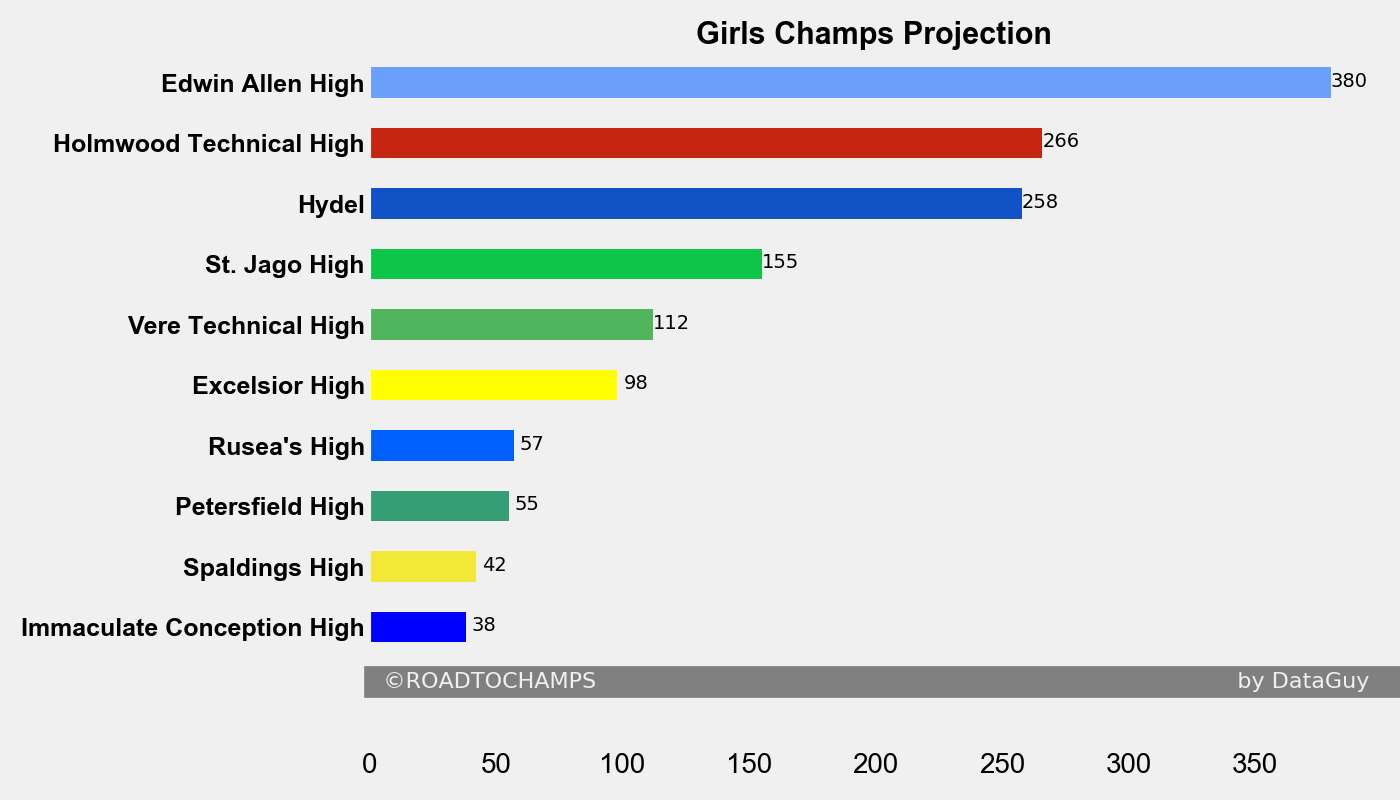 Girls Champs Projection
Edwin Allen High 380
Holmwood Technical High 266
Hydel 258
St. Jago High 155
Vere Technical High 112
Excelsior High 98
Rusea's High 57
Petersfield High 55
Spaldings High 42
Immaculate Conception High 38
©ROADTOCHAMPS by DataGuy
0 50 100 150 200 250 300 350